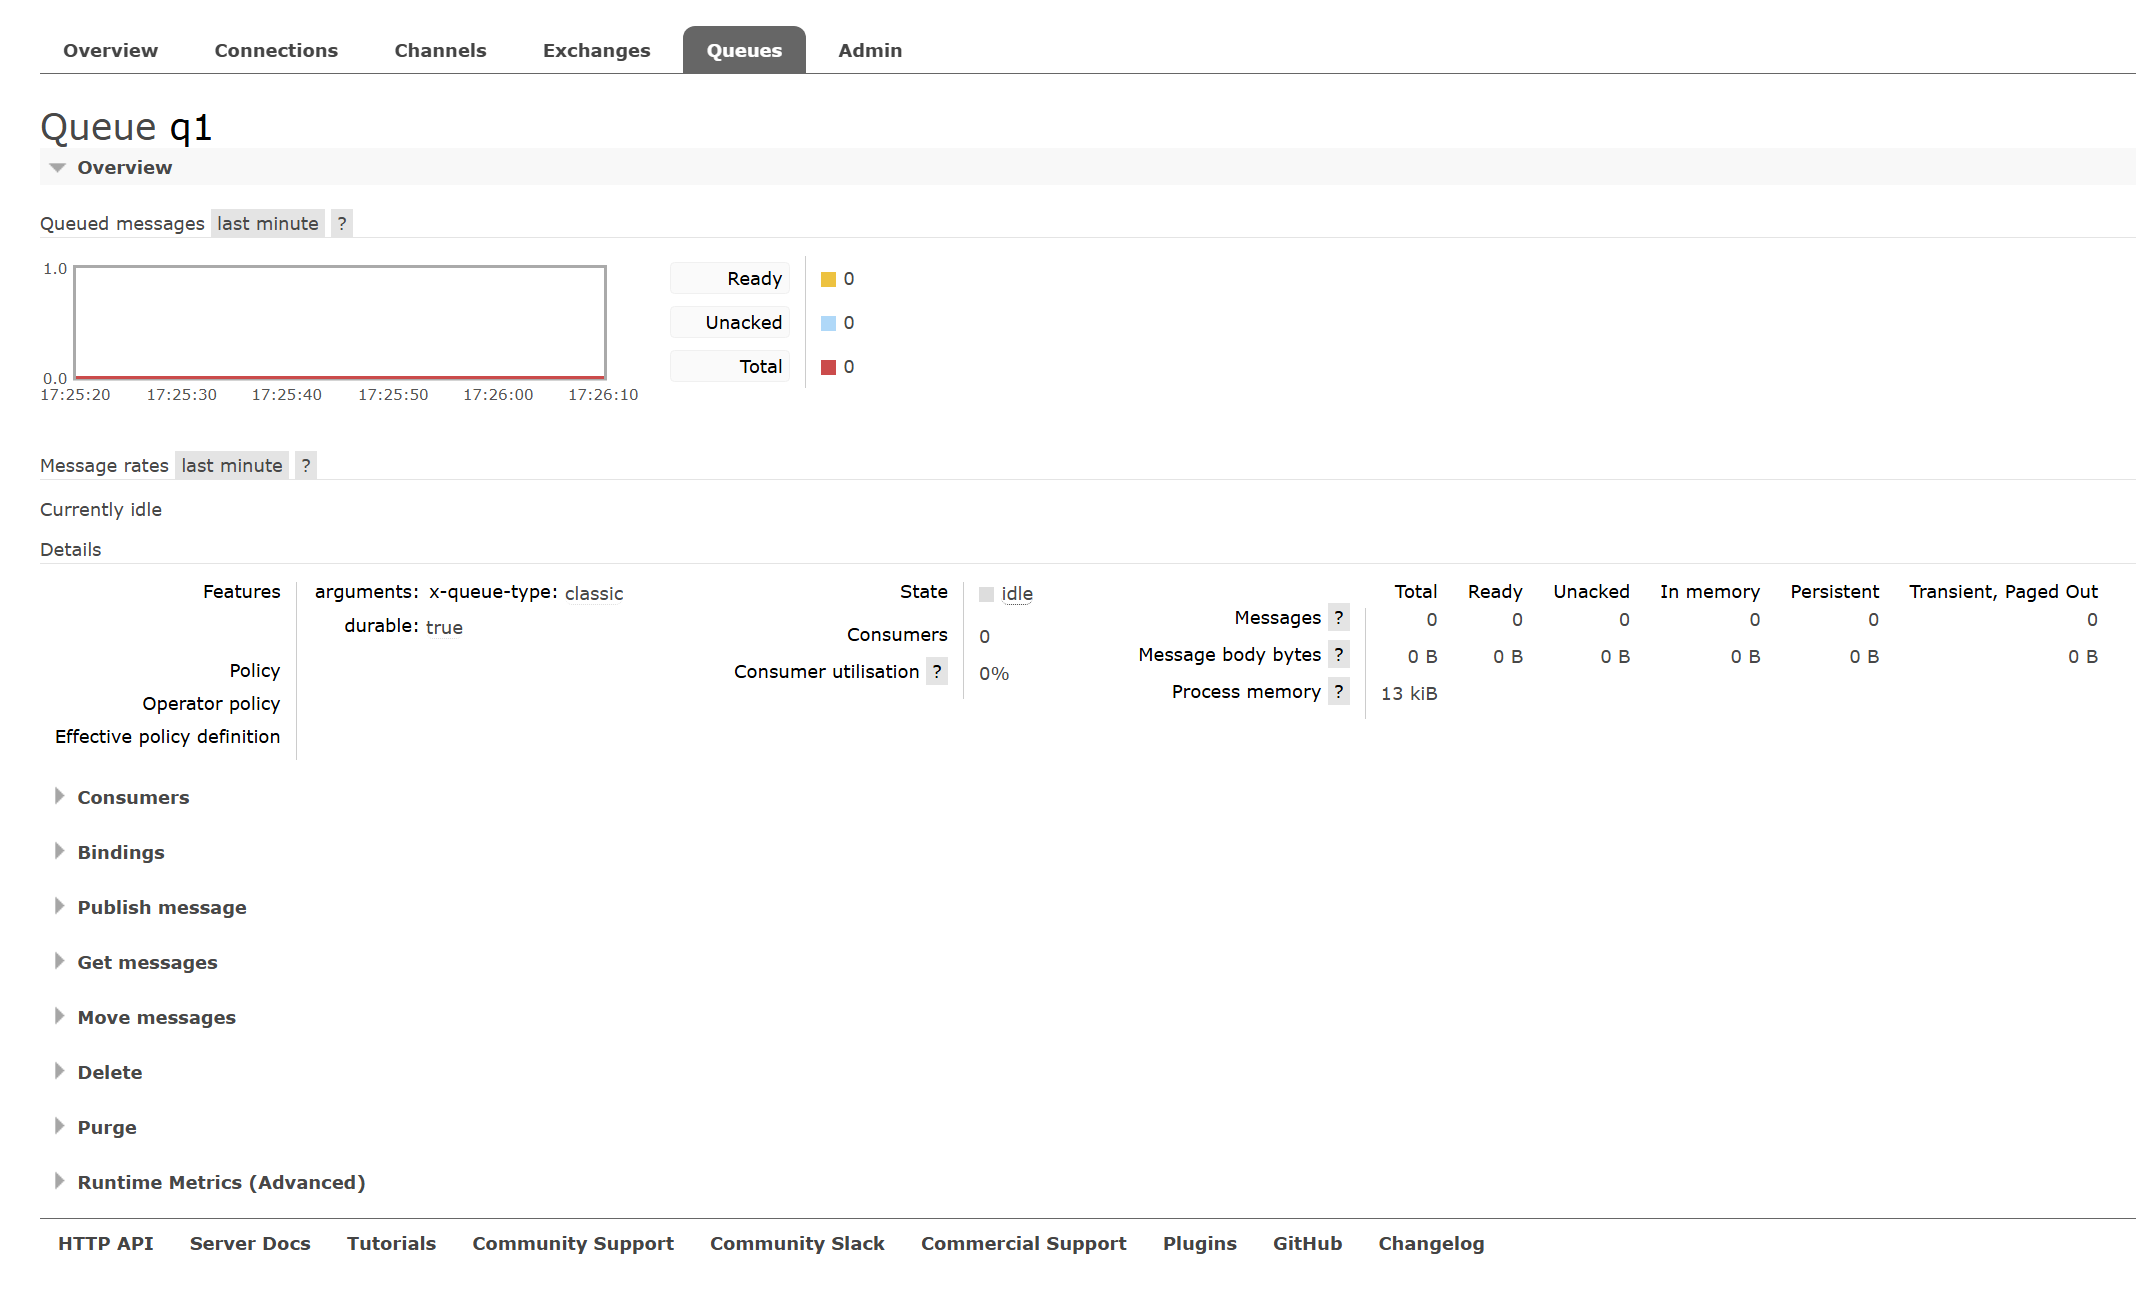 Overview Connections Channels Exchanges Queues Admin
Queue q1
Overview
Queued messages last minute ?
1.0
0.0
17:25:20 17:25:30 17:25:40 17:25:50 17:26:00 17:26:10
Ready 0
Unacked 0
Total 0
Message rates last minute ?
Currently idle
Details
Features arguments: x-queue-type: classic
durable: true
Policy
Operator policy
Effective policy definition
State idle
Consumers 0
Consumer utilisation ? 0%
Total Ready Unacked In memory Persistent Transient, Paged Out
Messages ? 0 0 0 0 0 0
Message body bytes ? 0 B 0 B 0 B 0 B 0 B 0 B
Process memory ? 13 kiB
Consumers
Bindings
Publish message
Get messages
Move messages
Delete
Purge
Runtime Metrics (Advanced)
HTTP API Server Docs Tutorials Community Support Community Slack Commercial Support Plugins GitHub Changelog